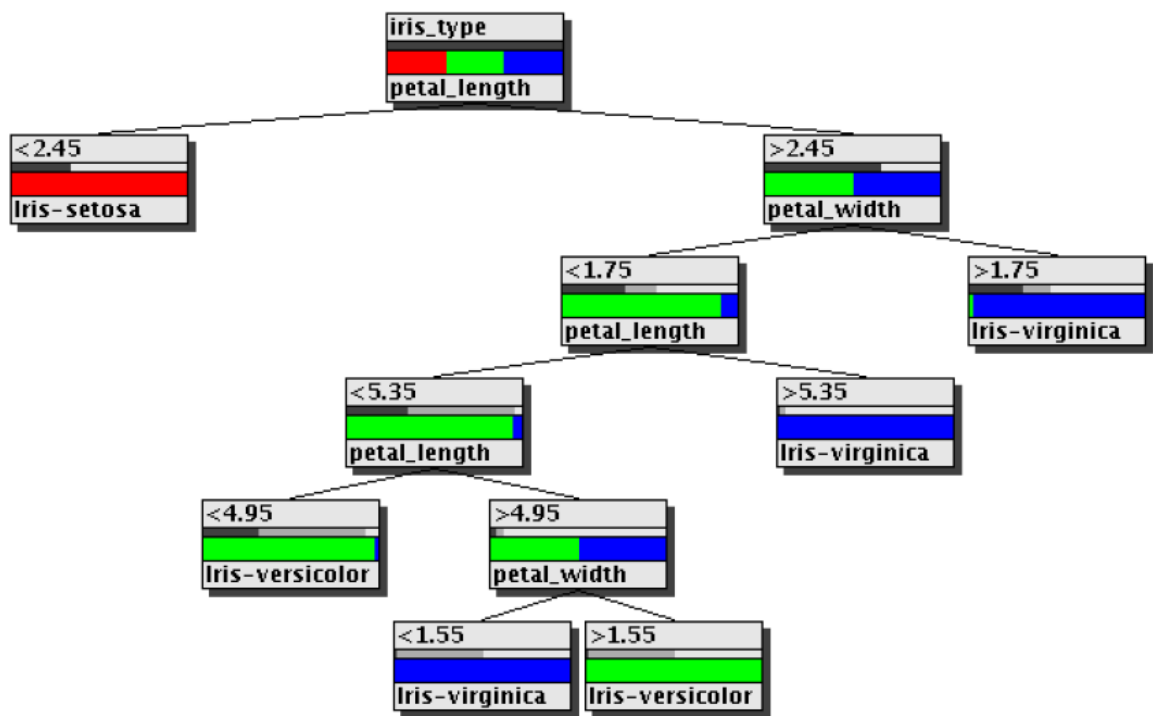 iris_type
petal_length
<2.45
Iris-setosa
>2.45
petal_width
<1.75
petal_length
>1.75
Iris-virginica
<5.35
petal_length
>5.35
Iris-virginica
<4.95
Iris-versicolor
>4.95
petal_width
<1.55
Iris-virginica
>1.55
Iris-versicolor